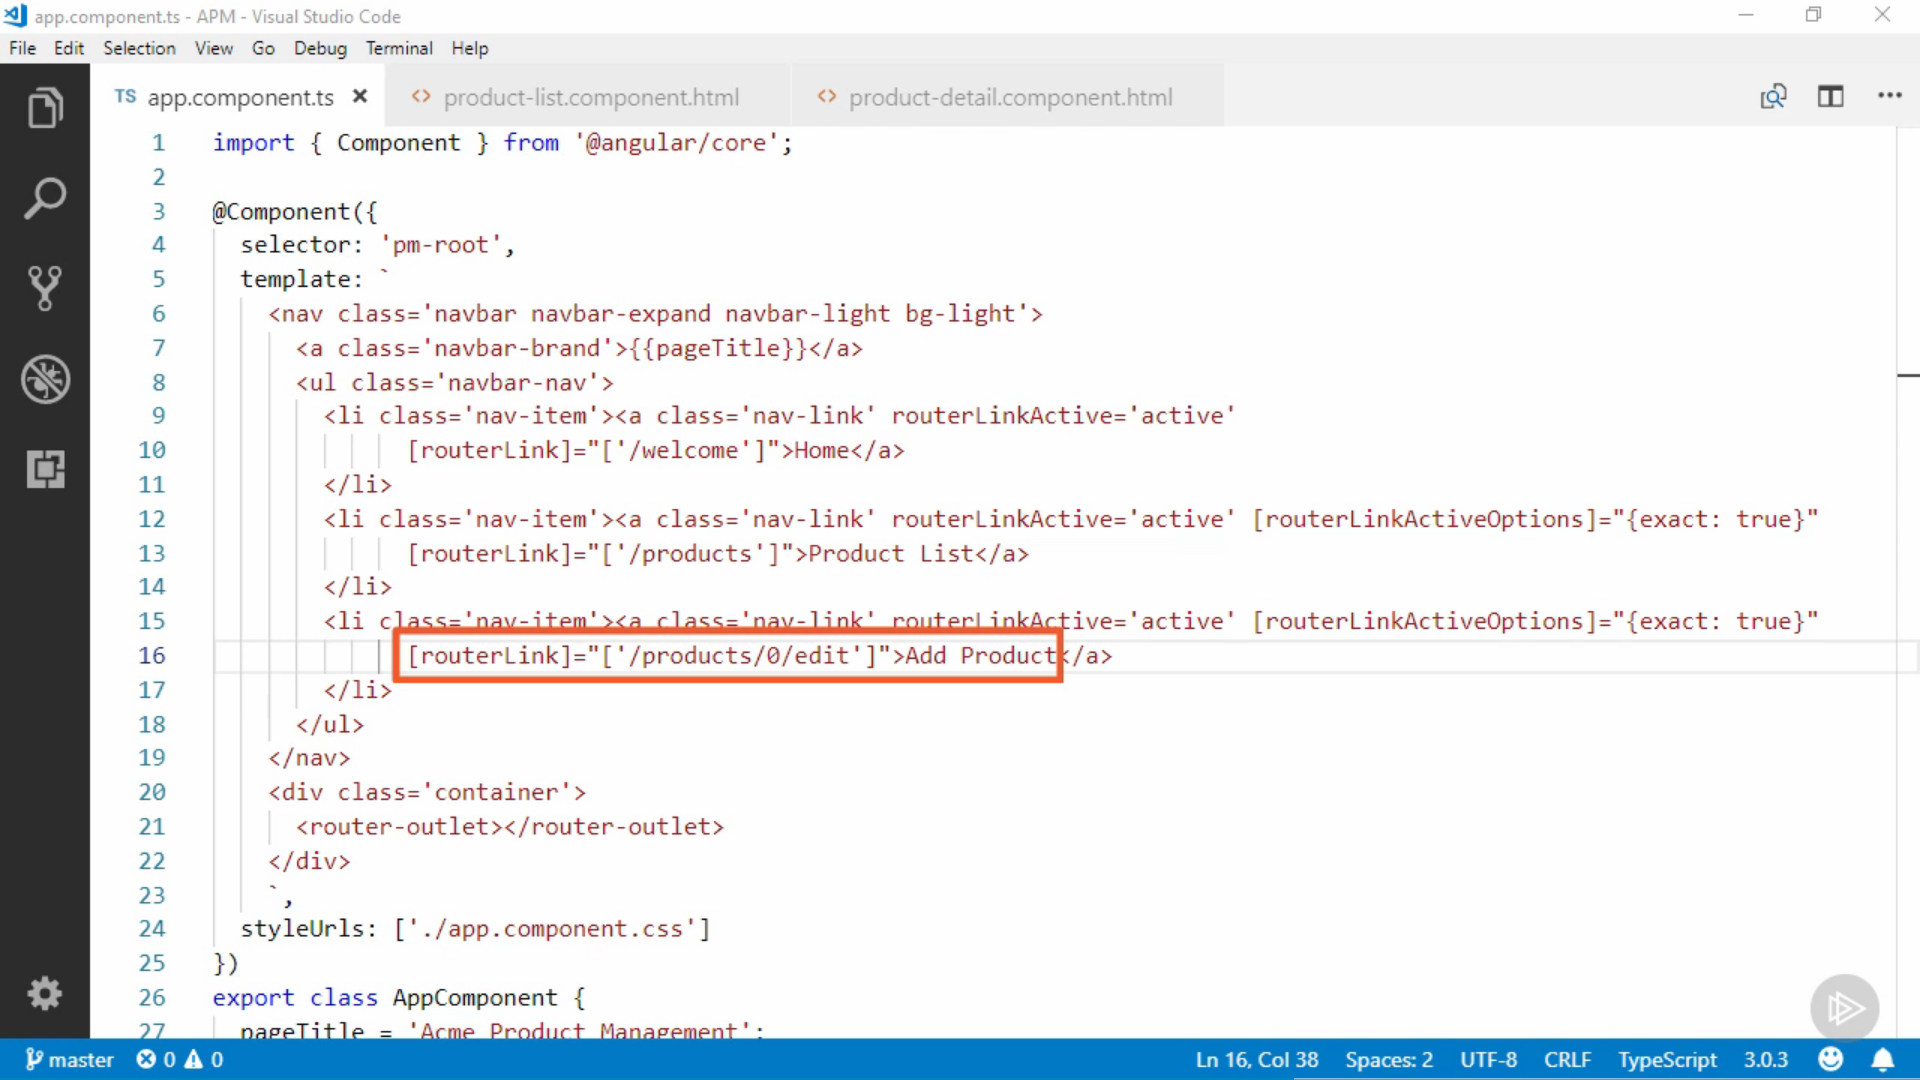 app.component.ts - APM - Visual Studio Code
File Edit Selection View Go Debug Terminal Help
TS app.component.ts × <> product-list.component.html <> product-detail.component.html
1 import { Component } from '@angular/core';
2
3 @Component({
4 selector: 'pm-root',
5 template: `
6 <nav class='navbar navbar-expand navbar-light bg-light'>
7 <a class='navbar-brand'>{{pageTitle}}</a>
8 <ul class='navbar-nav'>
9 <li class='nav-item'><a class='nav-link' routerLinkActive='active'
10 [routerLink]="['/welcome']">Home</a>
11 </li>
12 <li class='nav-item'><a class='nav-link' routerLinkActive='active' [routerLinkActiveOptions]="{exact: true}"
13 [routerLink]="['/products']">Product List</a>
14 </li>
15 <li class='nav-item'><a class='nav-link' routerLinkActive='active' [routerLinkActiveOptions]="{exact: true}"
16 [routerLink]="['/products/0/edit']">Add Product</a>
17 </li>
18 </ul>
19 </nav>
20 <div class='container'>
21 <router-outlet></router-outlet>
22 </div>
23 `,
24 styleUrls: ['./app.component.css']
25 })
26 export class AppComponent {
27 pageTitle = 'Acme Product Management';
master 0 0 Ln 16, Col 38 Spaces: 2 UTF-8 CRLF TypeScript 3.0.3